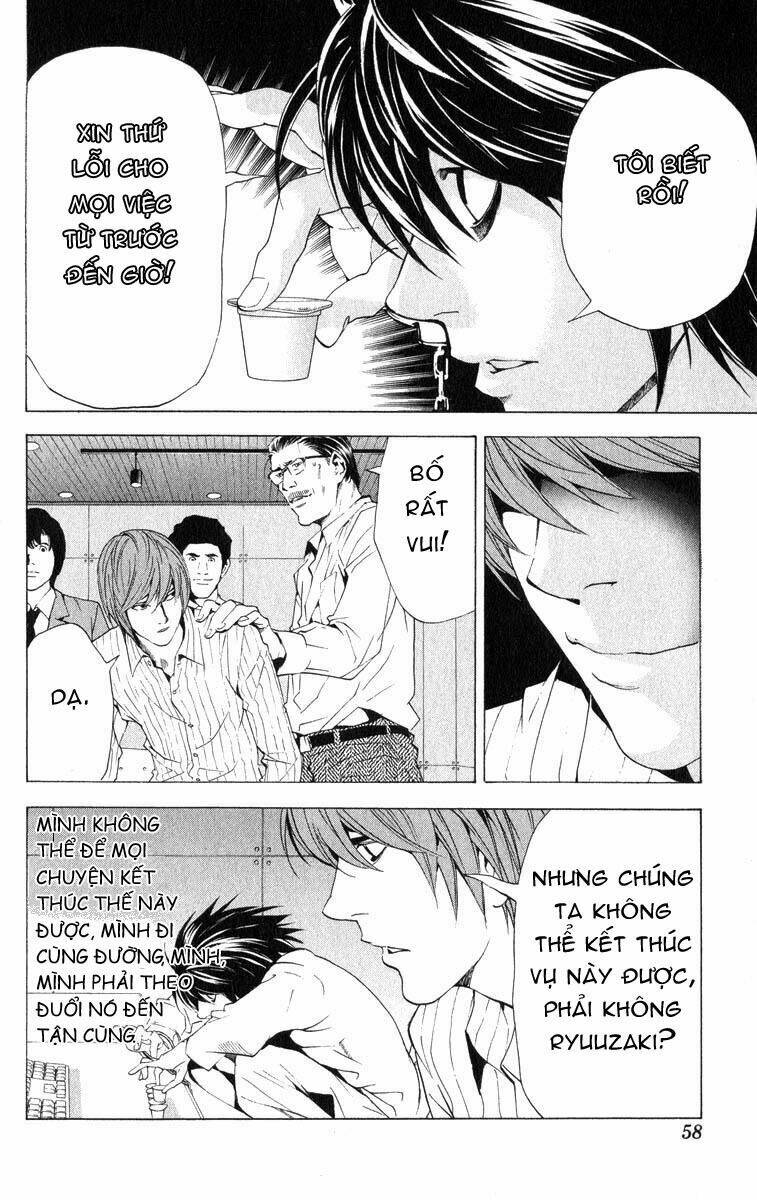 TÔI BIẾT
RỒI!
XIN THỨ
LỖI CHO
MỌI VIỆC
TỪ TRƯỚC
ĐẾN GIỜ!
BỐ
RẤT
VUI!
DẠ.
NHƯNG CHÚNG
TA KHÔNG
THỂ KẾT THÚC
VỤ NÀY ĐƯỢC,
PHẢI KHÔNG
RYUUZAKI?
MÌNH KHÔNG
THỂ ĐỂ MỌI
CHUYỆN KẾT
THÚC THẾ NÀY
ĐƯỢC, MÌNH ĐI
CÙNG ĐƯỜNG MÌNH,
MÌNH PHẢI THEO
ĐUỔI NÓ ĐẾN
TẬN CÙNG
58